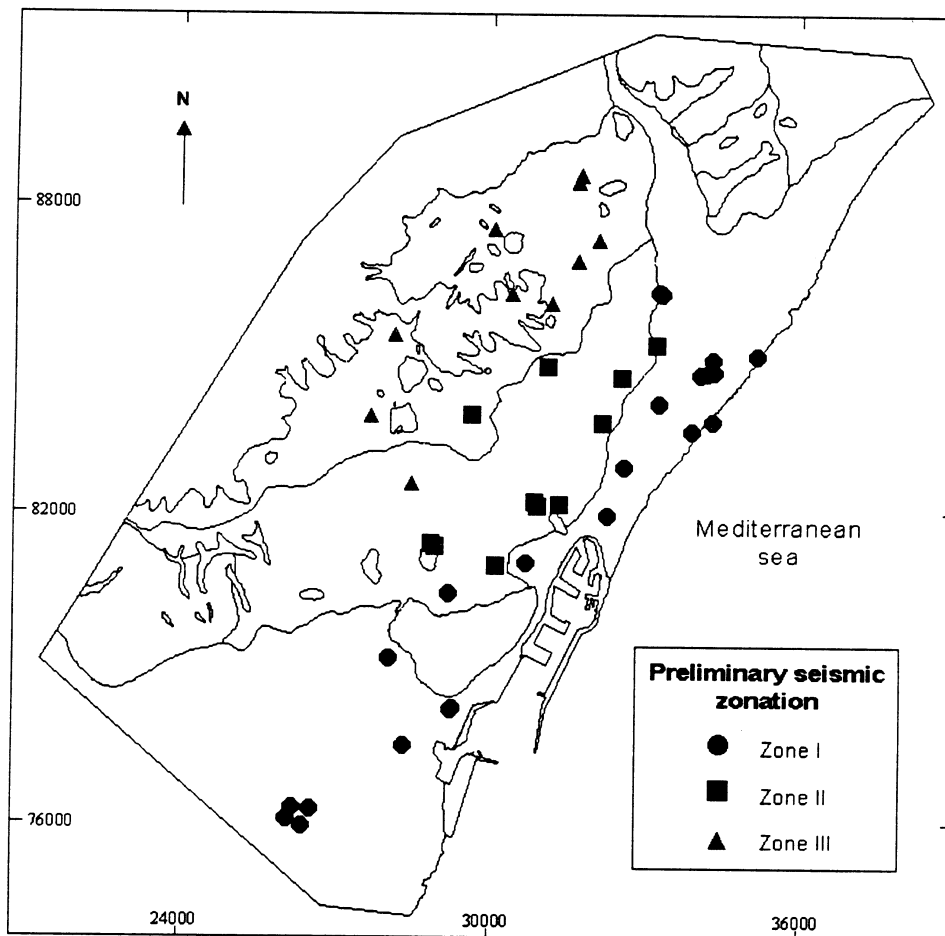 N
88000
82000
76000
24000
30000
36000
Mediterranean
sea
Preliminary seismic
zonation
Zone I
Zone II
Zone III